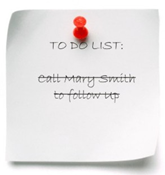 TO DO LIST:
Call Mary Smith
to follow up